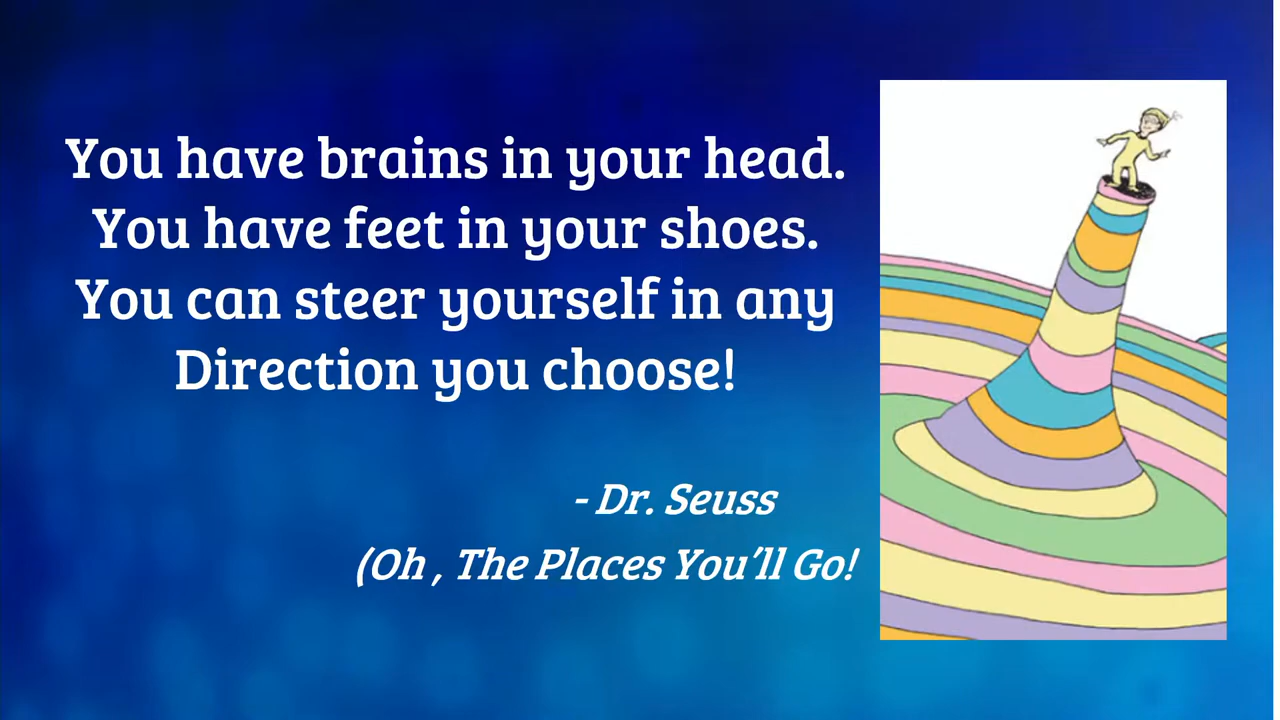 You have brains in your head.
You have feet in your shoes.
You can steer yourself in any
Direction you choose!
- Dr. Seuss
(Oh , The Places You’ll Go!